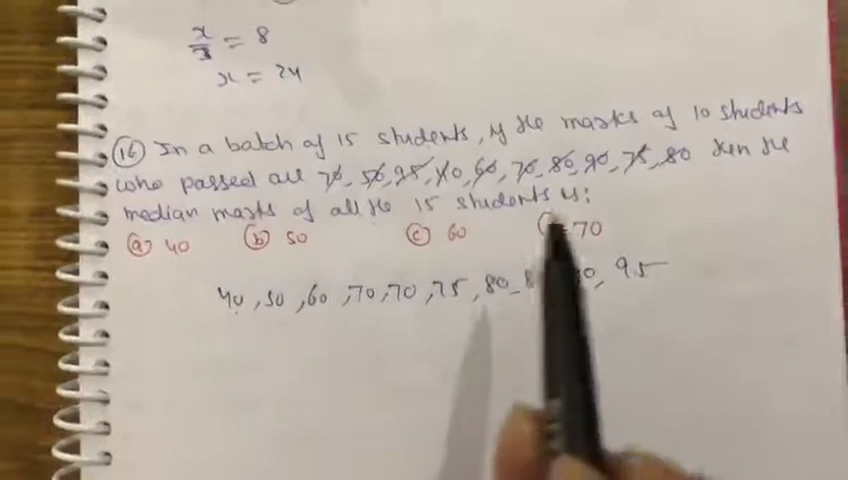 x/3 = 8
x = 24
(16) In a batch of 15 students, if the marks of 10 students
who passed are 70, 50, 95, 40, 60, 70, 80, 90, 75, 80 then the
median marks of all the 15 students is:
(a) 40 (b) 50 (c) 60 70
40, 50, 60, 70, 70, 75, 80, 95